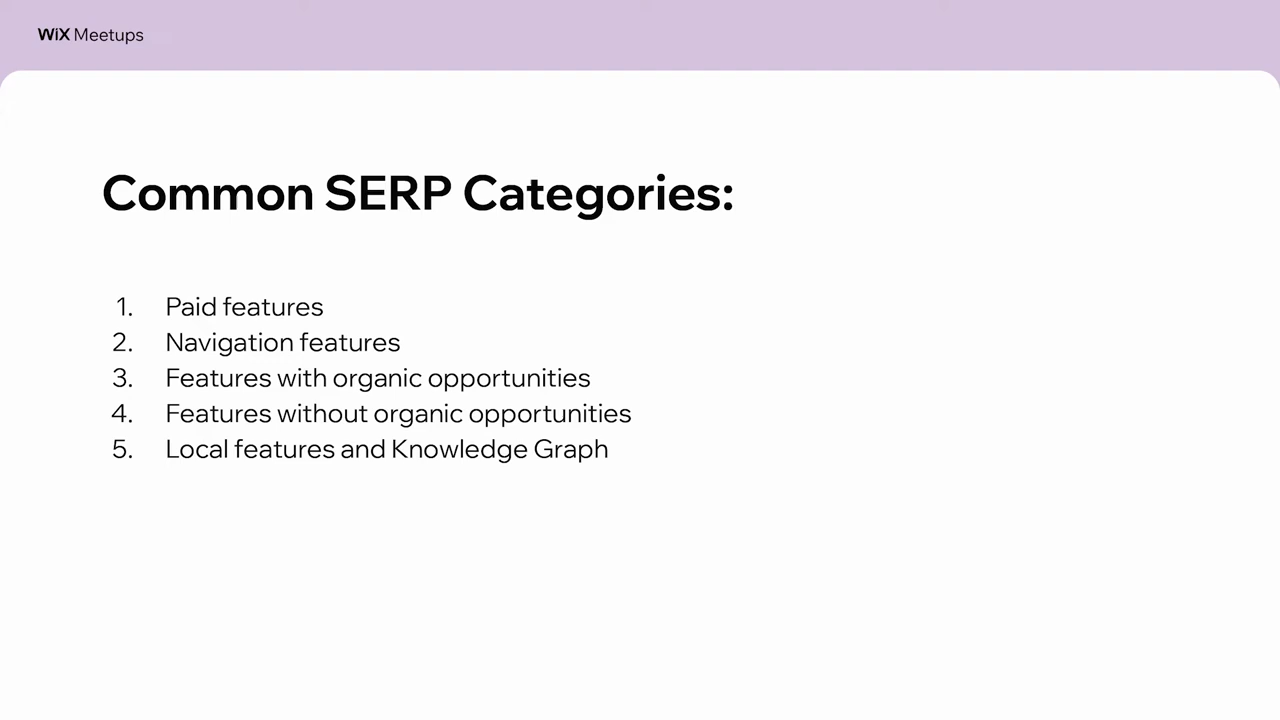 WiX Meetups
Common SERP Categories:
1. Paid features
2. Navigation features
3. Features with organic opportunities
4. Features without organic opportunities
5. Local features and Knowledge Graph